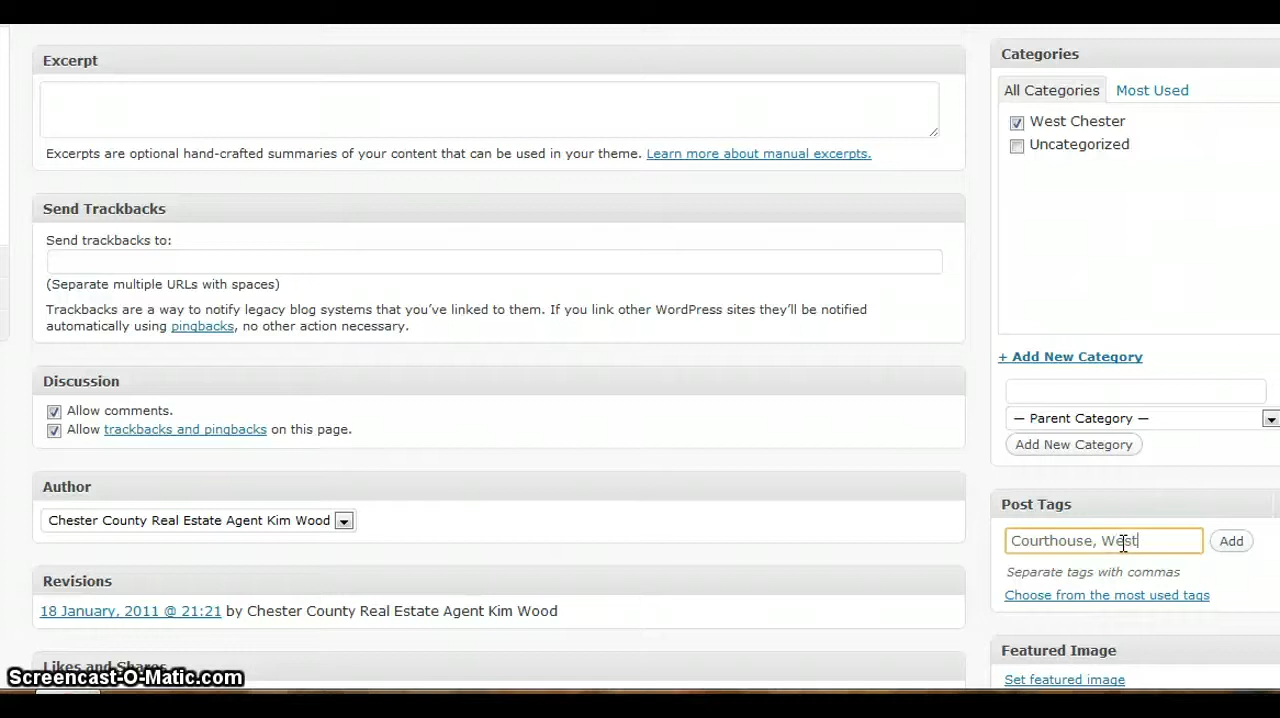 Excerpt
Excerpts are optional hand-crafted summaries of your content that can be used in your theme. Learn more about manual excerpts.
Send Trackbacks
Send trackbacks to:
(Separate multiple URLs with spaces)
Trackbacks are a way to notify legacy blog systems that you've linked to them. If you link other WordPress sites they'll be notified
automatically using pingbacks, no other action necessary.
Discussion
Allow comments.
Allow trackbacks and pingbacks on this page.
Author
Chester County Real Estate Agent Kim Wood
Revisions
18 January, 2011 @ 21:21 by Chester County Real Estate Agent Kim Wood
Likes and Shares
Screencast-O-Matic.com
Categories
All Categories Most Used
West Chester
Uncategorized
+ Add New Category
— Parent Category —
Add New Category
Post Tags
Courthouse, West Add
Separate tags with commas
Choose from the most used tags
Featured Image
Set featured image